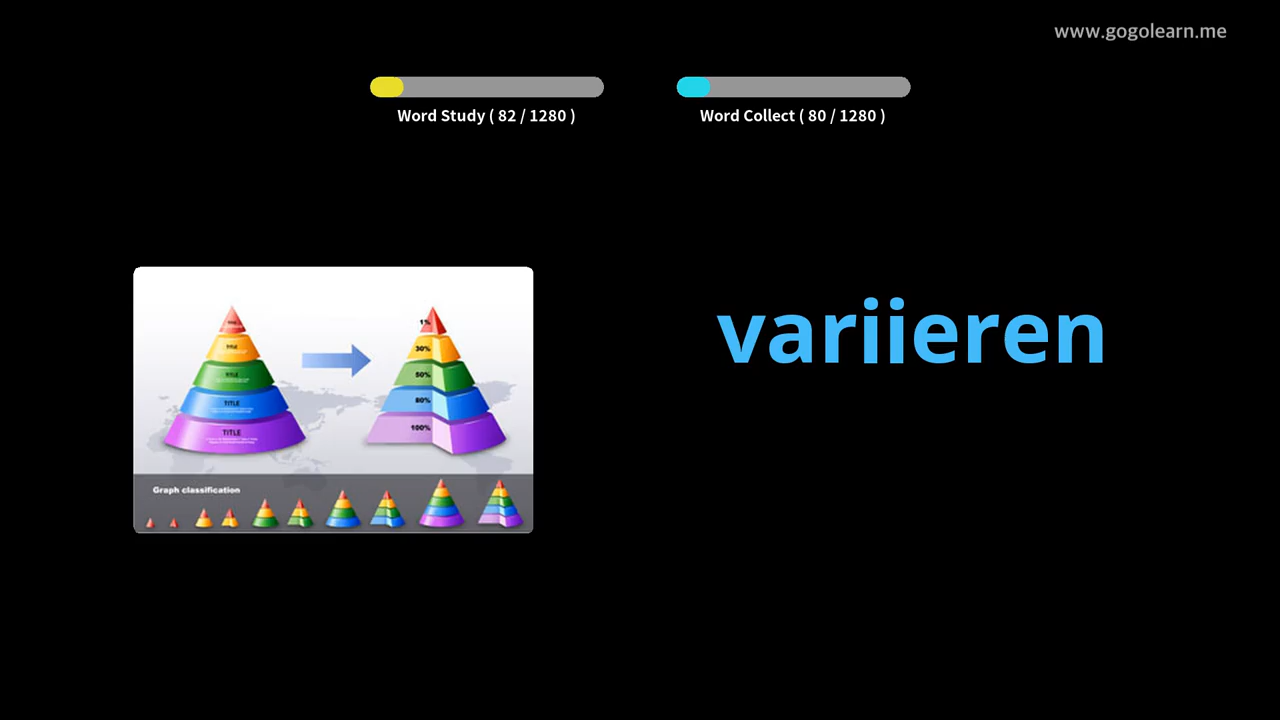 www.gogolearn.me
Word Study ( 82 / 1280 )
Word Collect ( 80 / 1280 )
variieren
1%
TITLE
30%
TITLE
50%
TITLE
80%
TITLE
100%
Graph classification